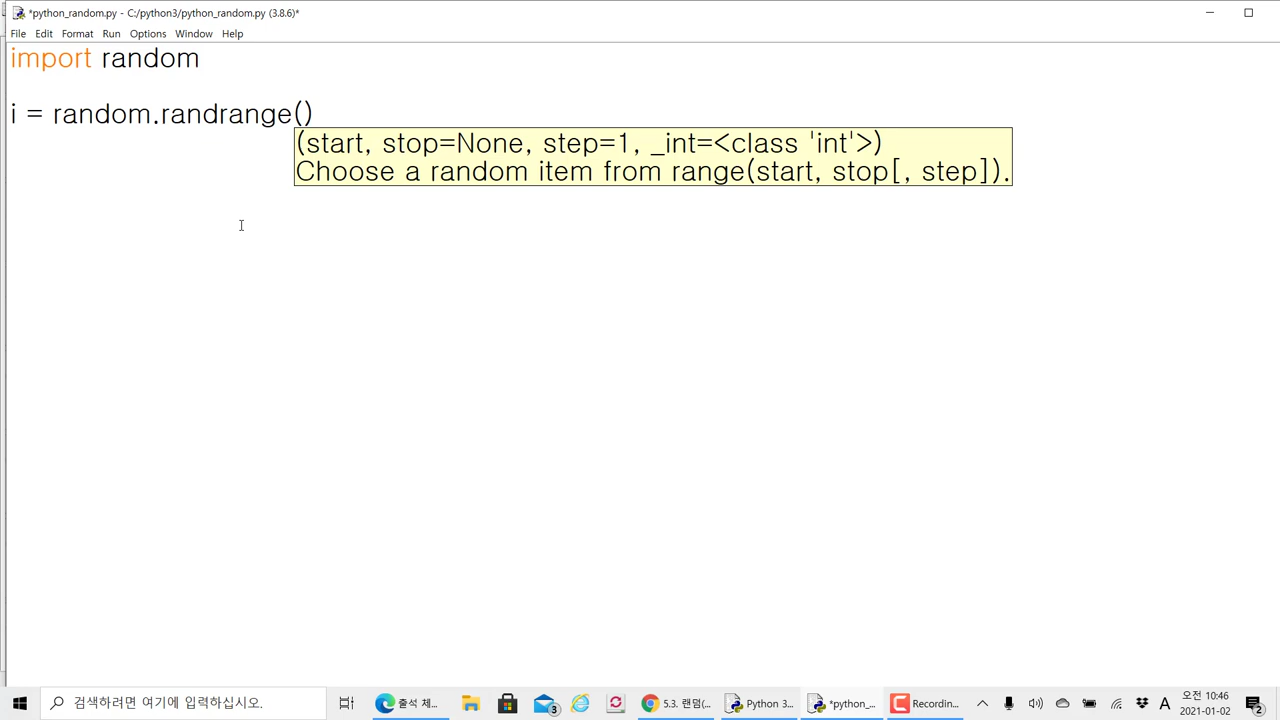 *python_random.py - C:/python3/python_random.py (3.8.6)*
File Edit Format Run Options Window Help
import random
i = random.randrange()
(start, stop=None, step=1, _int=<class 'int'>)
Choose a random item from range(start, stop[, step]).
검색하려면 여기에 입력하십시오. 3 출석 체... 5.3. 랜덤(... Python 3... *python_... Recordin... A 오전 10:46 2
2021-01-02